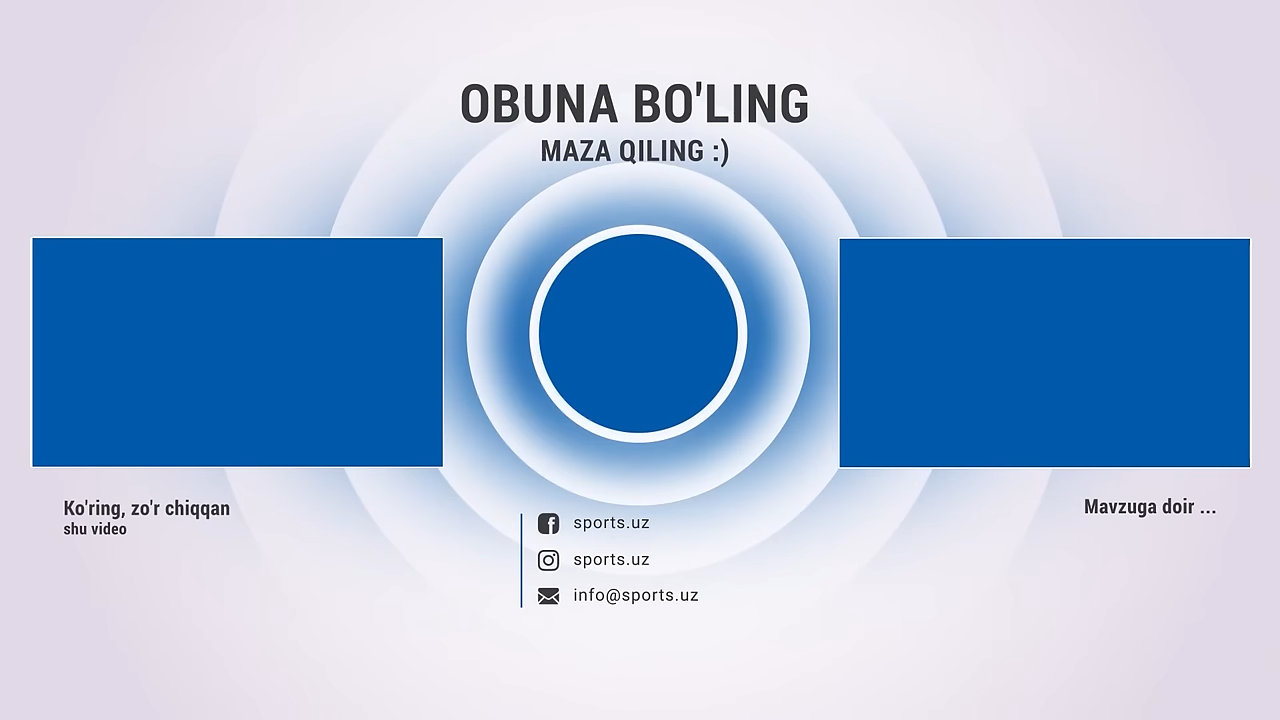 OBUNA BO'LING
MAZA QILING :)
Ko'ring, zo'r chiqqan
shu video
Mavzuga doir ...
sports.uz
sports.uz
info@sports.uz